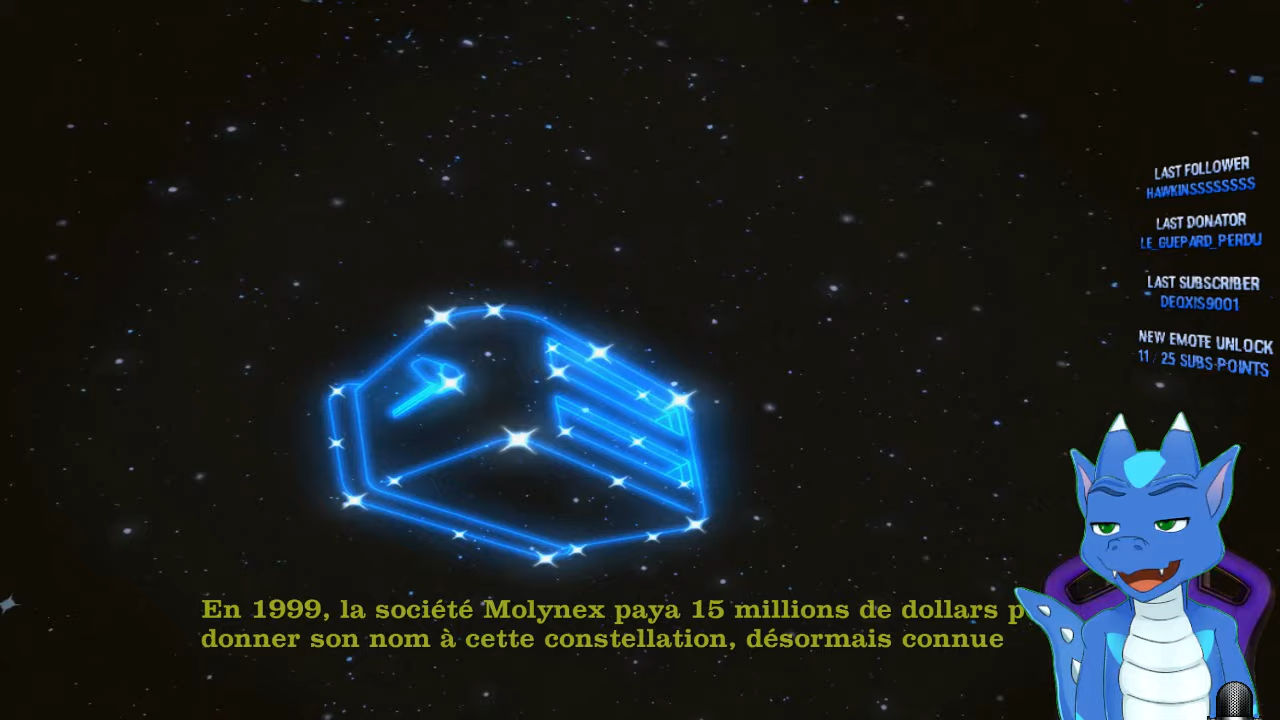 LAST FOLLOWER
HAWKINSSSSSSSS
LAST DONATOR
LE_GUEPARD_PERDU
LAST SUBSCRIBER
DEOXIS9001
NEW EMOTE UNLOCK
11 / 25 SUBS-POINTS
En 1999, la société Molynex paya 15 millions de dollars p
donner son nom à cette constellation, désormais connue